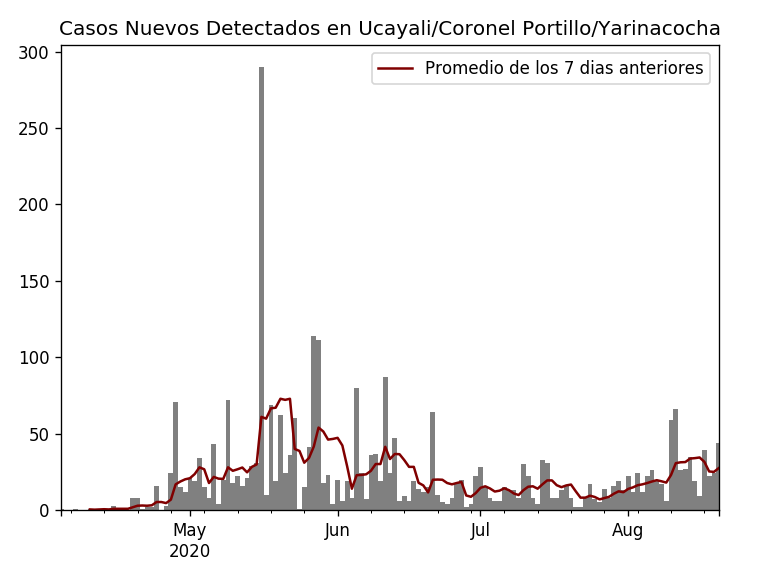 Casos Nuevos Detectados en Ucayali/Coronel Portillo/Yarinacocha
Promedio de los 7 dias anteriores
300
250
200
150
100
50
0
May
2020
Jun
Jul
Aug